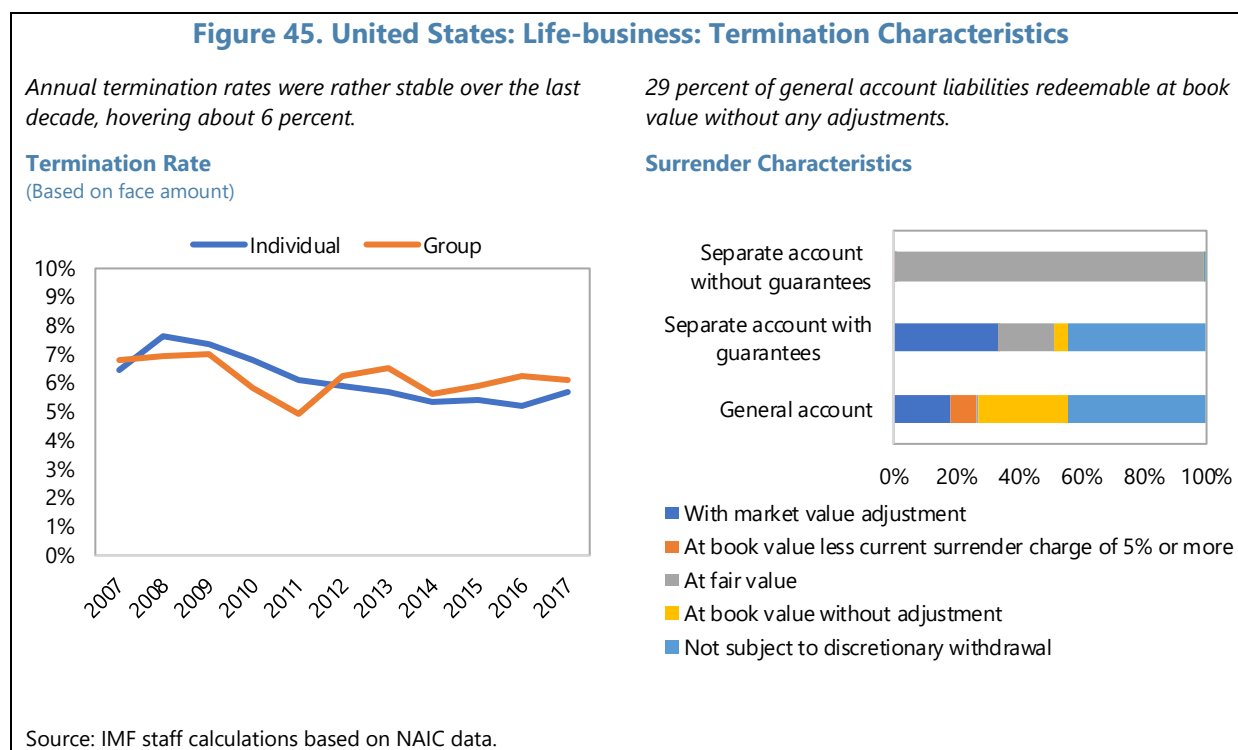 Figure 45. United States: Life-business: Termination Characteristics
Annual termination rates were rather stable over the last
decade, hovering about 6 percent.
Termination Rate
(Based on face amount)
Individual
Group
10%
9%
8%
7%
6%
5%
4%
3%
2%
1%
0%
2007
2008
2009
2010
2011
2012
2013
2014
2015
2016
2017
29 percent of general account liabilities redeemable at book
value without any adjustments.
Surrender Characteristics
Separate account
without guarantees
Separate account with
guarantees
General account
0% 20% 40% 60% 80% 100%
With market value adjustment
At book value less current surrender charge of 5% or more
At fair value
At book value without adjustment
Not subject to discretionary withdrawal
Source: IMF staff calculations based on NAIC data.